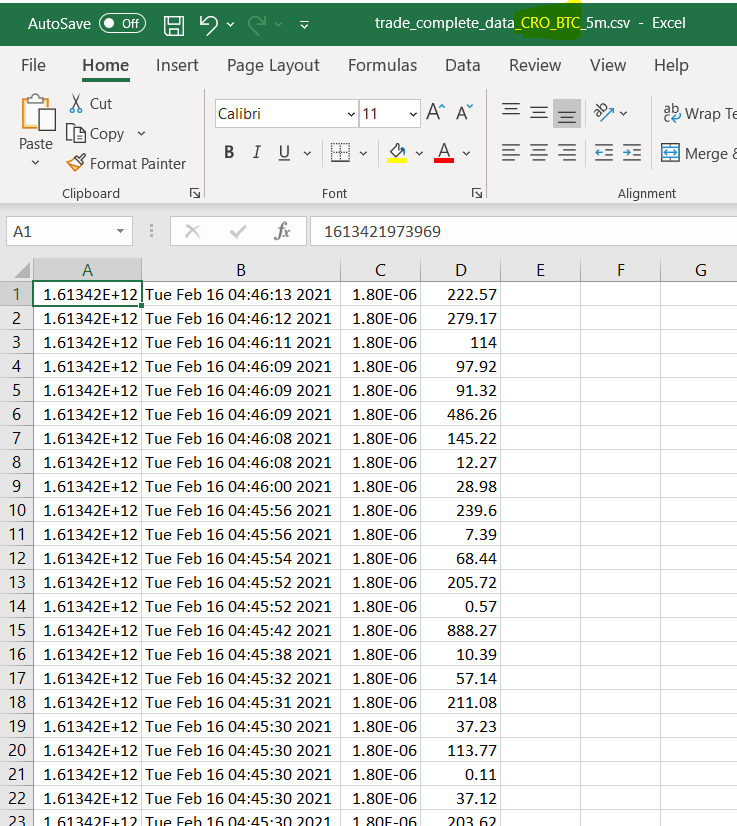 AutoSave Off trade_complete_data_CRO_BTC_5m.csv - Excel
File Home Insert Page Layout Formulas Data Review View Help
Cut
Copy
Format Painter
Paste
Clipboard
Calibri 11 A A
B I U A
Font
ab Wrap Te
Merge &
Alignment
A1 fx 1613421973969
A B C D E F G
1 1.61342E+12 Tue Feb 16 04:46:13 2021 1.80E-06 222.57
2 1.61342E+12 Tue Feb 16 04:46:12 2021 1.80E-06 279.17
3 1.61342E+12 Tue Feb 16 04:46:11 2021 1.80E-06 114
4 1.61342E+12 Tue Feb 16 04:46:09 2021 1.80E-06 97.92
5 1.61342E+12 Tue Feb 16 04:46:09 2021 1.80E-06 91.32
6 1.61342E+12 Tue Feb 16 04:46:09 2021 1.80E-06 486.26
7 1.61342E+12 Tue Feb 16 04:46:08 2021 1.80E-06 145.22
8 1.61342E+12 Tue Feb 16 04:46:08 2021 1.80E-06 12.27
9 1.61342E+12 Tue Feb 16 04:46:00 2021 1.80E-06 28.98
10 1.61342E+12 Tue Feb 16 04:45:56 2021 1.80E-06 239.6
11 1.61342E+12 Tue Feb 16 04:45:56 2021 1.80E-06 7.39
12 1.61342E+12 Tue Feb 16 04:45:54 2021 1.80E-06 68.44
13 1.61342E+12 Tue Feb 16 04:45:52 2021 1.80E-06 205.72
14 1.61342E+12 Tue Feb 16 04:45:52 2021 1.80E-06 0.57
15 1.61342E+12 Tue Feb 16 04:45:42 2021 1.80E-06 888.27
16 1.61342E+12 Tue Feb 16 04:45:38 2021 1.80E-06 10.39
17 1.61342E+12 Tue Feb 16 04:45:32 2021 1.80E-06 57.14
18 1.61342E+12 Tue Feb 16 04:45:31 2021 1.80E-06 211.08
19 1.61342E+12 Tue Feb 16 04:45:30 2021 1.80E-06 37.23
20 1.61342E+12 Tue Feb 16 04:45:30 2021 1.80E-06 113.77
21 1.61342E+12 Tue Feb 16 04:45:30 2021 1.80E-06 0.11
22 1.61342E+12 Tue Feb 16 04:45:30 2021 1.80E-06 37.12
23 1.61342E+12 Tue Feb 16 04:45:30 2021 1.80E-06 203.62